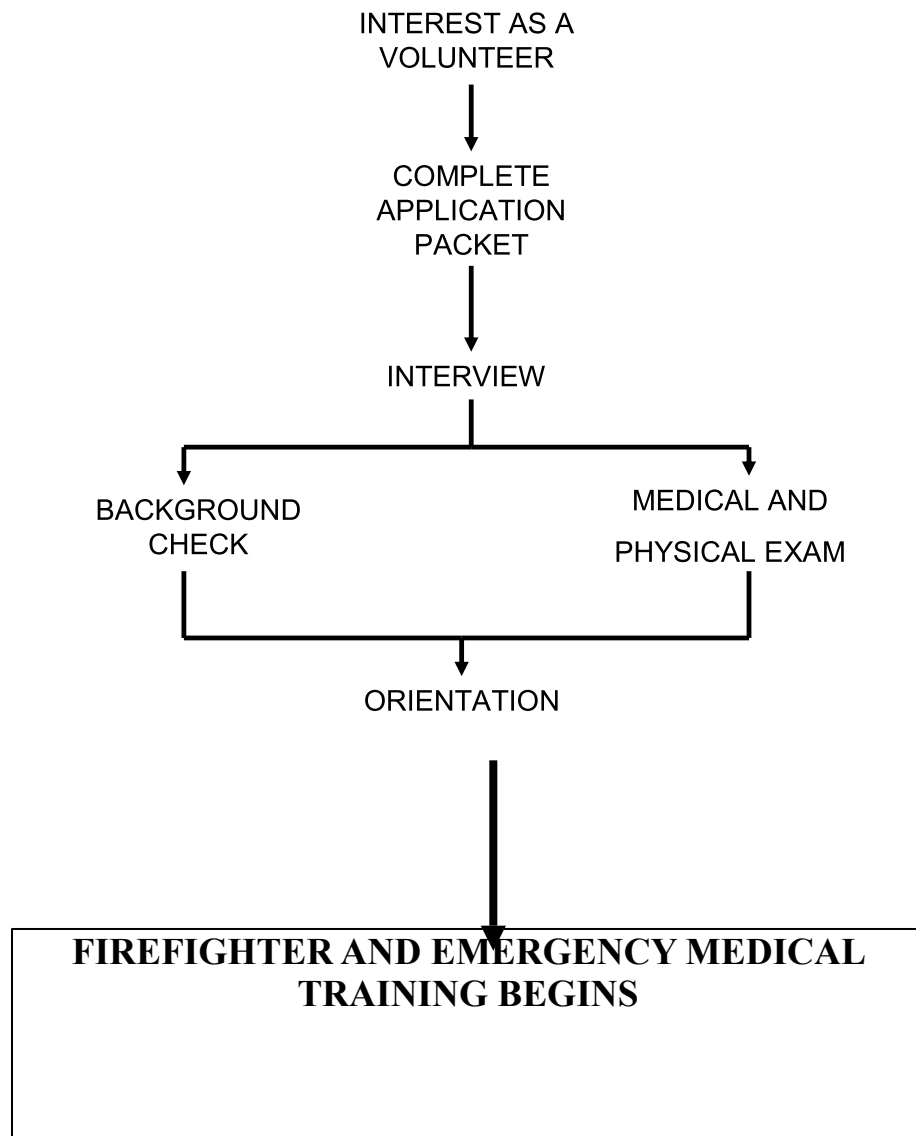 INTEREST AS A
VOLUNTEER
COMPLETE
APPLICATION
PACKET
INTERVIEW
BACKGROUND
CHECK
MEDICAL AND
PHYSICAL EXAM
ORIENTATION
FIREFIGHTER AND EMERGENCY MEDICAL
TRAINING BEGINS